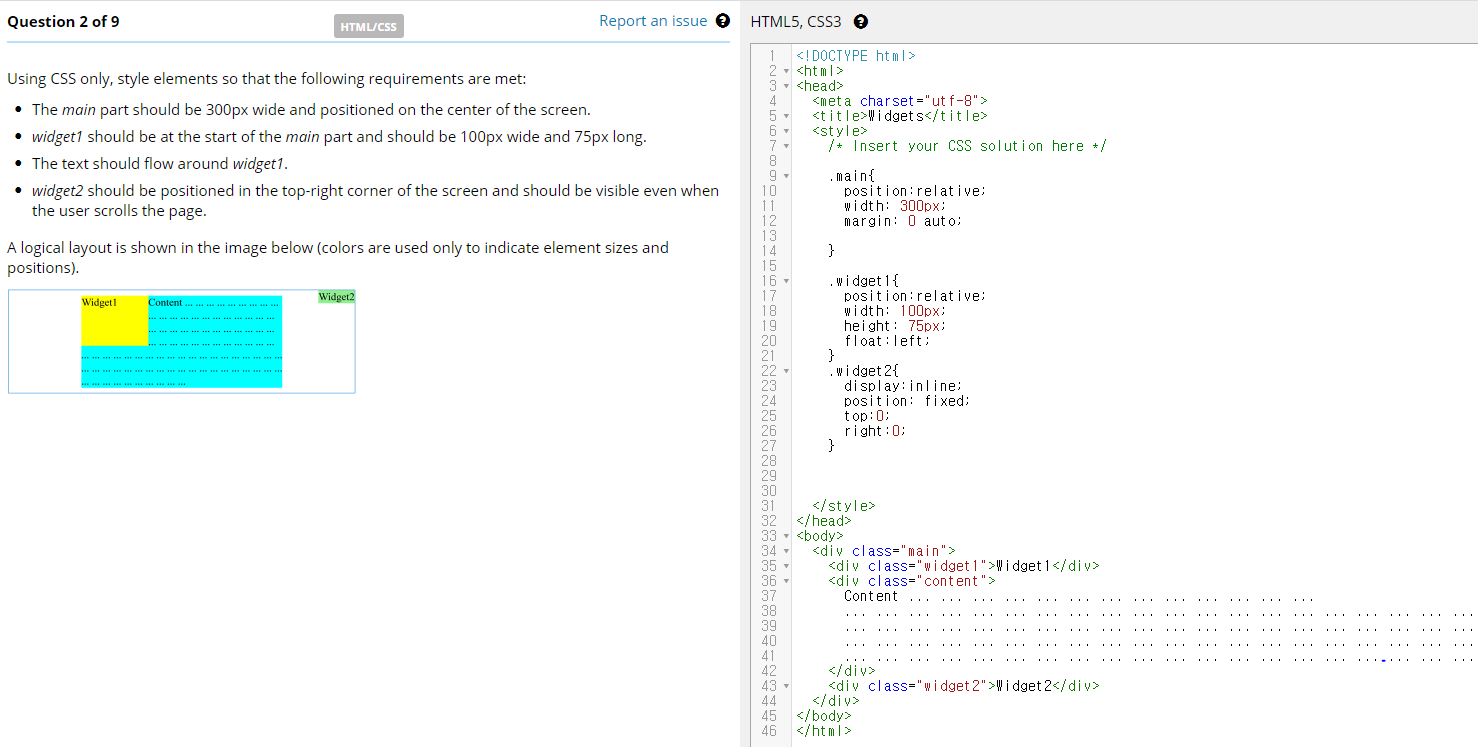 Question 2 of 9
HTML/CSS
Report an issue ?
Using CSS only, style elements so that the following requirements are met:
• The main part should be 300px wide and positioned on the center of the screen.
• widget1 should be at the start of the main part and should be 100px wide and 75px long.
• The text should flow around widget1.
• widget2 should be positioned in the top-right corner of the screen and should be visible even when
the user scrolls the page.
A logical layout is shown in the image below (colors are used only to indicate element sizes and
positions).
Widget1 Content ... ... ... ... ... ... ... ... ...
Widget2
... ... ... ... ... ... ... ... ... ... ... ...
... ... ... ... ... ... ... ... ... ... ... ...
... ... ... ... ... ... ... ... ... ... ... ...
... ... ... ... ... ... ... ... ... ... ... ... ... ... ... ... ... ... ...
... ... ... ... ... ... ... ... ... ... ... ... ... ... ... ... ... ... ...
... ... ... ... ... ... ... ... ... ...
HTML5, CSS3 ?
1 <!DOCTYPE html>
2 <html>
3 <head>
4 <meta charset="utf-8">
5 <title>Widgets</title>
6 <style>
7 /* Insert your CSS solution here */
8
9 .main{
10 position:relative;
11 width: 300px;
12 margin: 0 auto;
13
14 }
15
16 .widget1{
17 position:relative;
18 width: 100px;
19 height: 75px;
20 float:left;
21 }
22 .widget2{
23 display:inline;
24 position: fixed;
25 top:0;
26 right:0;
27 }
28
29
30
31 </style>
32 </head>
33 <body>
34 <div class="main">
35 <div class="widget1">Widget1</div>
36 <div class="content">
37 Content ... ... ... ... ... ... ... ... ... ... ... ... ...
38 ... ... ... ... ... ... ... ... ... ... ... ... ... ... ... ... ... ... ... ...
39 ... ... ... ... ... ... ... ... ... ... ... ... ... ... ... ... ... ... ... ...
40 ... ... ... ... ... ... ... ... ... ... ... ... ... ... ... ... ... ... ... ...
41 ... ... ... ... ... ... ... ... ... ... ... ... ... ... ... ... ... ... ... ...
42 </div>
43 <div class="widget2">Widget2</div>
44 </div>
45 </body>
46 </html>